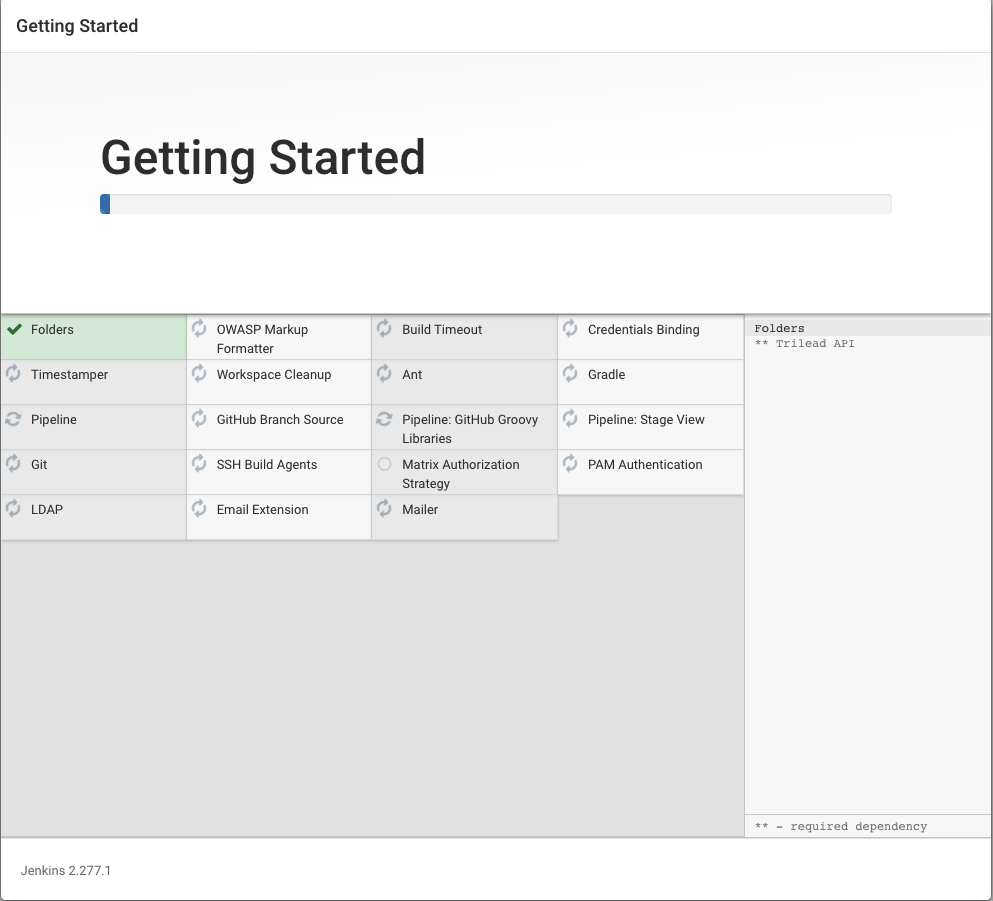 Getting Started
Getting Started
Folders
OWASP Markup
Formatter
Build Timeout
Credentials Binding
Timestamper
Workspace Cleanup
Ant
Gradle
Pipeline
GitHub Branch Source
Pipeline: GitHub Groovy
Libraries
Pipeline: Stage View
Git
SSH Build Agents
Matrix Authorization
Strategy
PAM Authentication
LDAP
Email Extension
Mailer
Folders
** Trilead API
** - required dependency
Jenkins 2.277.1